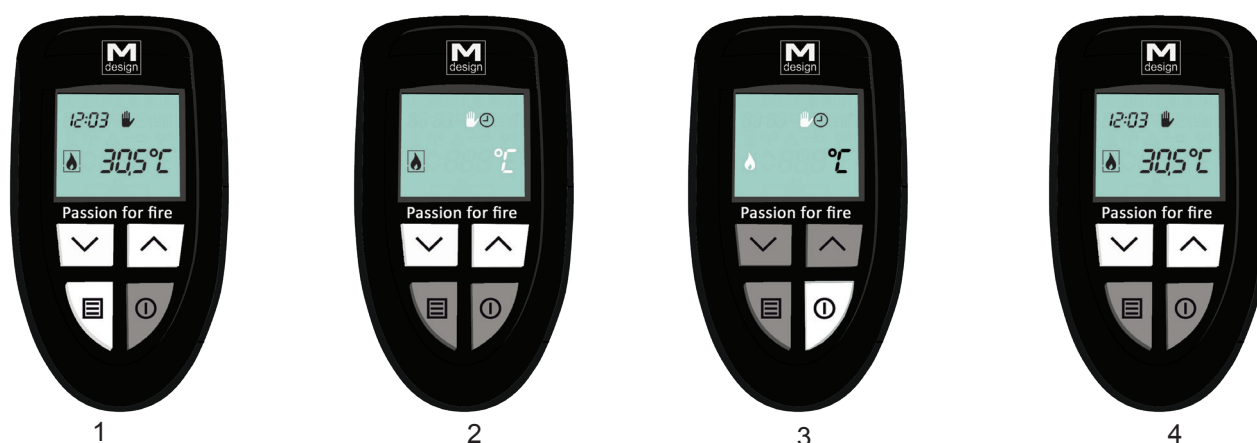 M
design
12:03
30,5°C
Passion for fire
1
M
design
°C
Passion for fire
2
M
design
°C
Passion for fire
3
M
design
12:03
30,5°C
Passion for fire
4